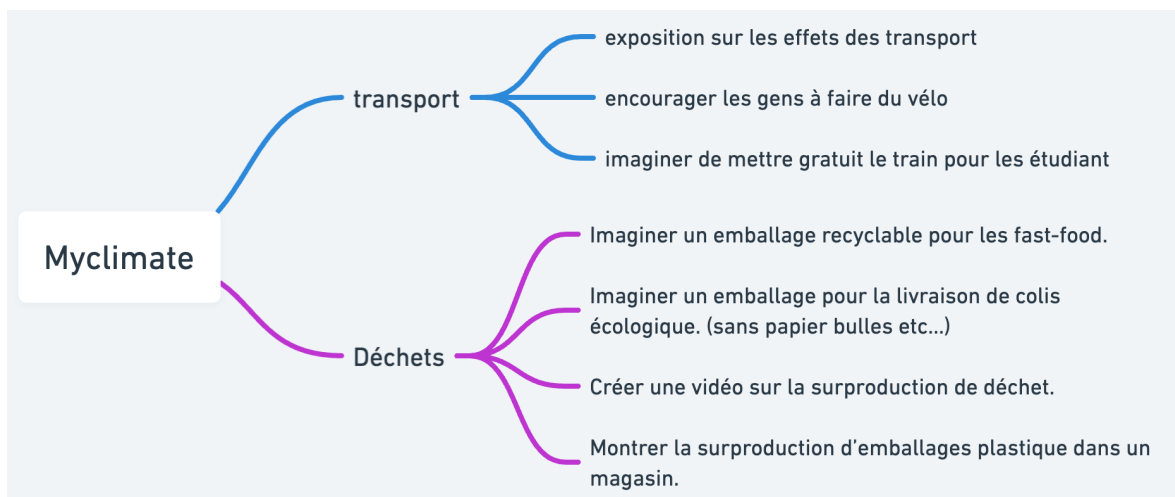 Myclimate
transport
exposition sur les effets des transport
encourager les gens à faire du vélo
imaginer de mettre gratuit le train pour les étudiant
Déchets
Imaginer un emballage recyclable pour les fast-food.
Imaginer un emballage pour la livraison de colis
écologique. (sans papier bulles etc...)
Créer une vidéo sur la surproduction de déchet.
Montrer la surproduction d'emballages plastique dans un
magasin.